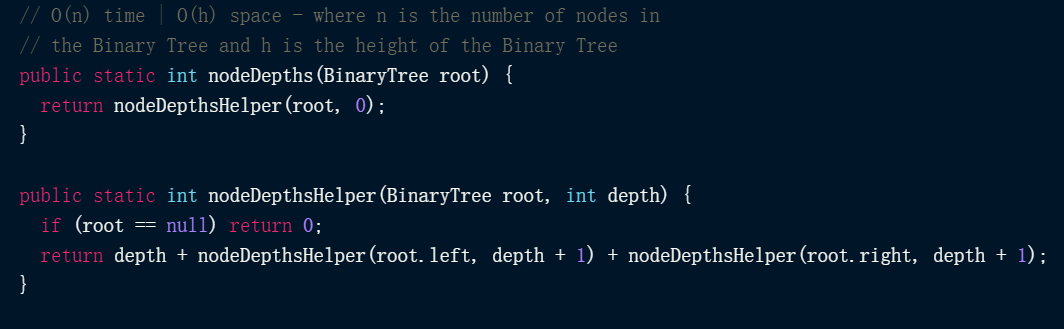 // O(n) time | O(h) space - where n is the number of nodes in
// the Binary Tree and h is the height of the Binary Tree
public static int nodeDepths(BinaryTree root) {
  return nodeDepthsHelper(root, 0);
}

public static int nodeDepthsHelper(BinaryTree root, int depth) {
  if (root == null) return 0;
  return depth + nodeDepthsHelper(root.left, depth + 1) + nodeDepthsHelper(root.right, depth + 1);
}